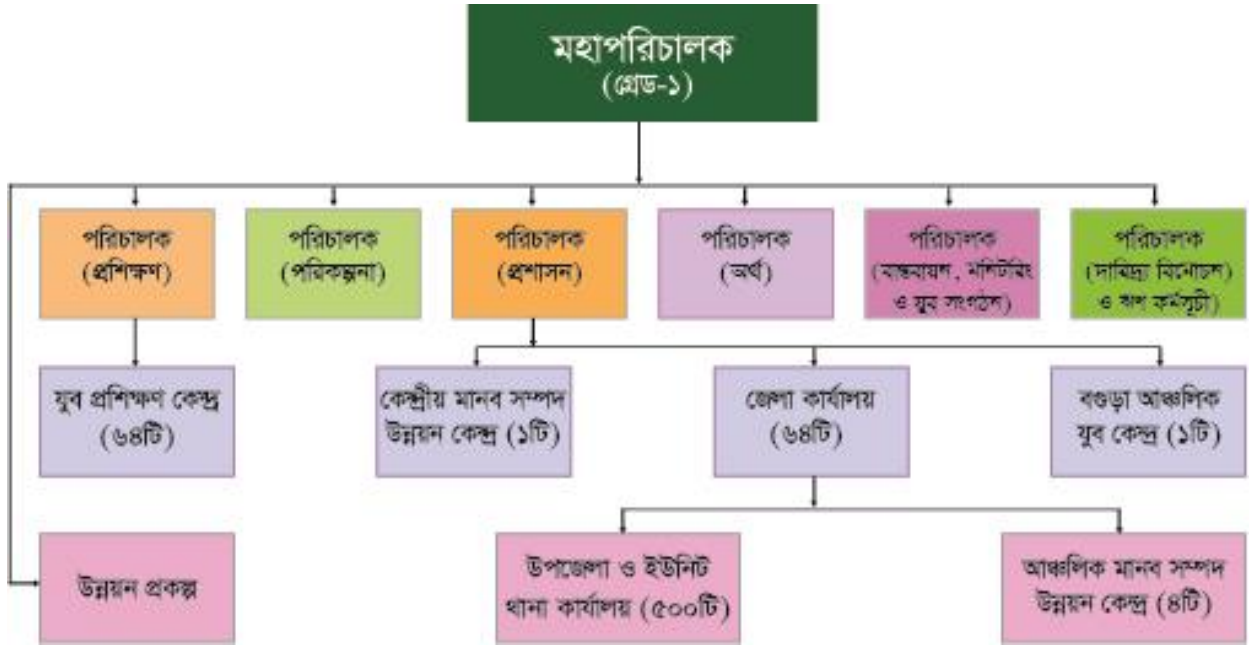 মহাপরিচালক
(গ্রেড-১)
পরিচালক
(প্রশিক্ষণ)
পরিচালক
(পরিকল্পনা)
পরিচালক
(প্রশাসন)
পরিচালক
(অর্থ)
পরিচালক
(বাস্তবায়ন, মনিটরিং
ও যুব সংগঠন)
পরিচালক
(দারিদ্র্য বিমোচন)
ও ঋণ কর্মসূচী)
যুব প্রশিক্ষণ কেন্দ্র
(৬৪টি)
কেন্দ্রীয় মানব সম্পদ
উন্নয়ন কেন্দ্র (১টি)
জেলা কার্যালয়
(৬৪টি)
বগুড়া আঞ্চলিক
যুব কেন্দ্র (১টি)
উন্নয়ন প্রকল্প
উপজেলা ও ইউনিট
থানা কার্যালয় (৫০০টি)
আঞ্চলিক মানব সম্পদ
উন্নয়ন কেন্দ্র (৪টি)